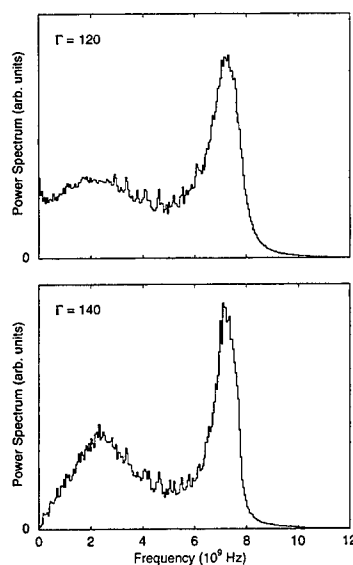 Γ = 120
Power Spectrum (arb. units)
0
Γ = 140
Power Spectrum (arb. units)
0
0 2 4 6 8 10 12
Frequency (10⁹ Hz)